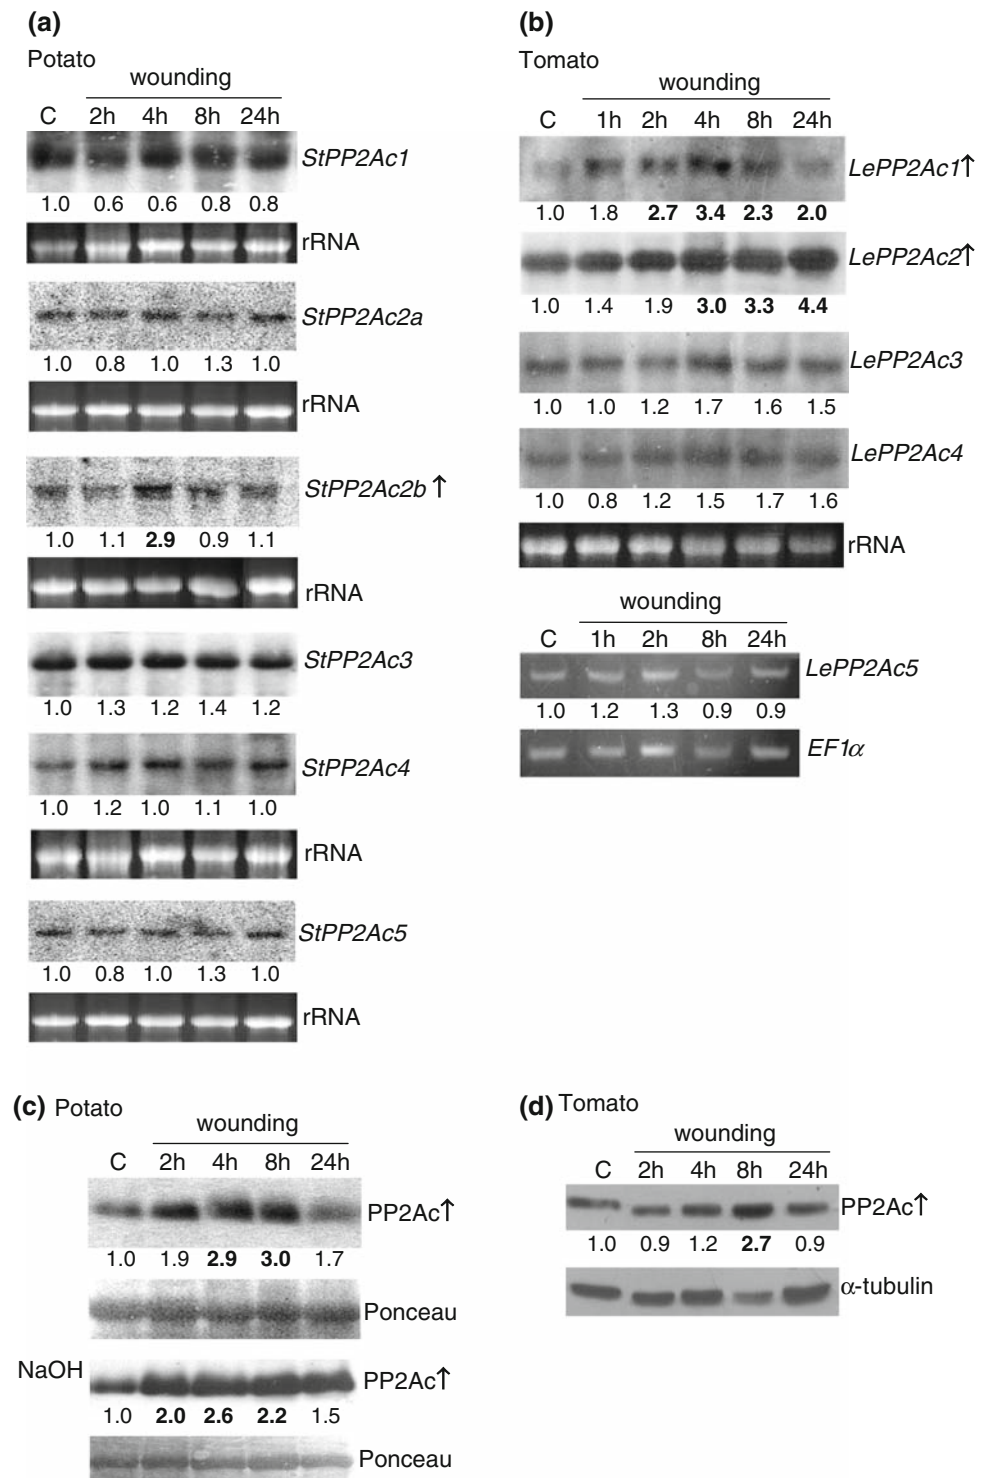 (a)
Potato
wounding
C 2h 4h 8h 24h
StPP2Ac1
1.0 0.6 0.6 0.8 0.8
rRNA
StPP2Ac2a
1.0 0.8 1.0 1.3 1.0
rRNA
StPP2Ac2b ↑
1.0 1.1 2.9 0.9 1.1
rRNA
StPP2Ac3
1.0 1.3 1.2 1.4 1.2
StPP2Ac4
1.0 1.2 1.0 1.1 1.0
rRNA
StPP2Ac5
1.0 0.8 1.0 1.3 1.0
rRNA
(b)
Tomato
wounding
C 1h 2h 4h 8h 24h
LePP2Ac1↑
1.0 1.8 2.7 3.4 2.3 2.0
LePP2Ac2↑
1.0 1.4 1.9 3.0 3.3 4.4
LePP2Ac3
1.0 1.0 1.2 1.7 1.6 1.5
LePP2Ac4
1.0 0.8 1.2 1.5 1.7 1.6
rRNA
wounding
C 1h 2h 8h 24h
LePP2Ac5
1.0 1.2 1.3 0.9 0.9
EF1α
(c) Potato
wounding
C 2h 4h 8h 24h
PP2Ac↑
1.0 1.9 2.9 3.0 1.7
Ponceau
NaOH PP2Ac↑
1.0 2.0 2.6 2.2 1.5
Ponceau
(d) Tomato
wounding
C 2h 4h 8h 24h
PP2Ac↑
1.0 0.9 1.2 2.7 0.9
α-tubulin